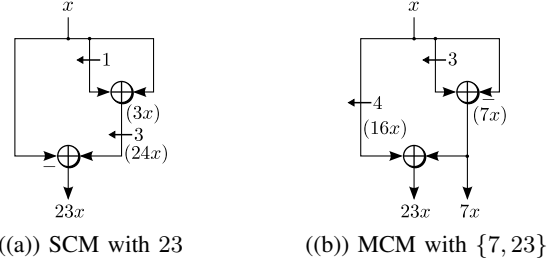 x x
1 3
(3x) − (7x)
4
3 (16x)
(24x)
−
23x 23x 7x
((a)) SCM with 23 ((b)) MCM with {7, 23}